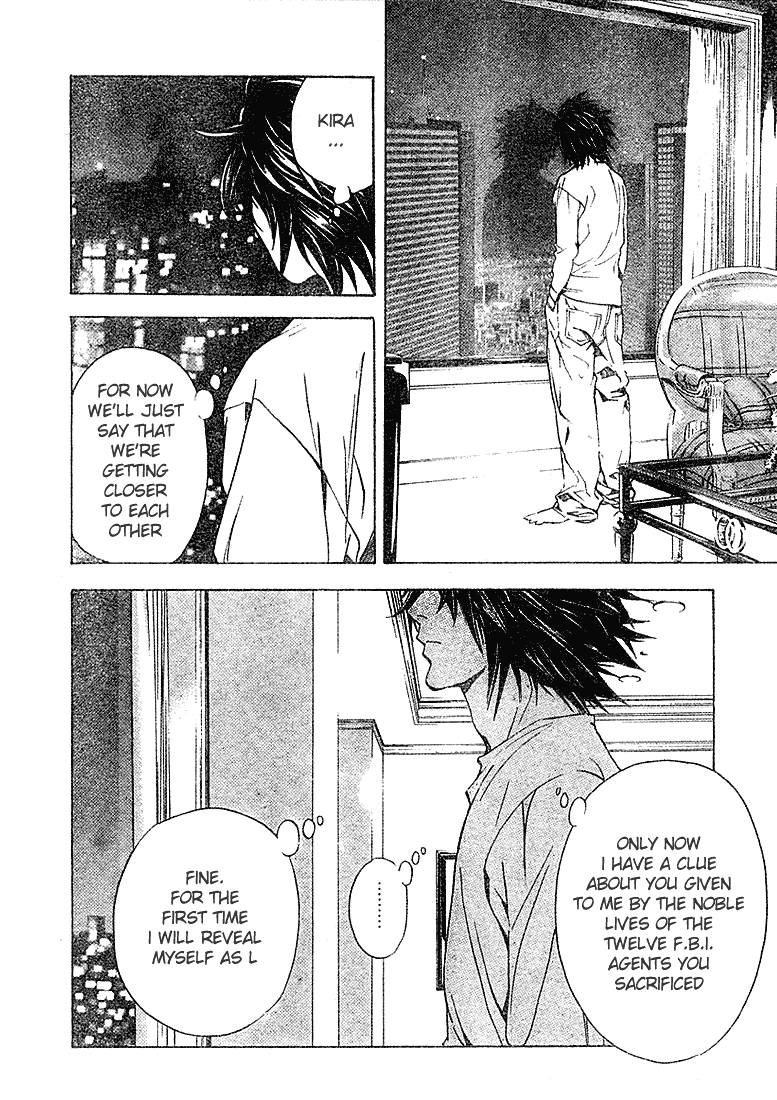 KIRA
...
FOR NOW
WE'LL JUST
SAY THAT
WE'RE
GETTING
CLOSER
TO EACH
OTHER
ONLY NOW
I HAVE A CLUE
ABOUT YOU GIVEN
TO ME BY THE NOBLE
LIVES OF THE
TWELVE F.B.I.
AGENTS YOU
SACRIFICED
........
FINE.
FOR THE
FIRST TIME
I WILL REVEAL
MYSELF AS L